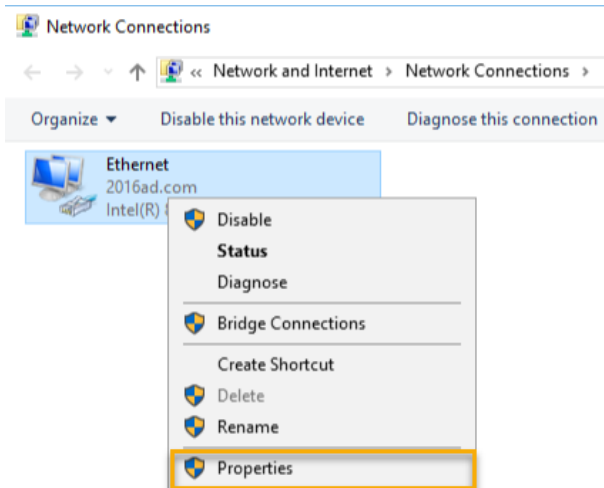 Network Connections
« Network and Internet > Network Connections >
Organize Disable this network device Diagnose this connection
Ethernet
2016ad.com
Intel(R)
Disable
Status
Diagnose
Bridge Connections
Create Shortcut
Delete
Rename
Properties